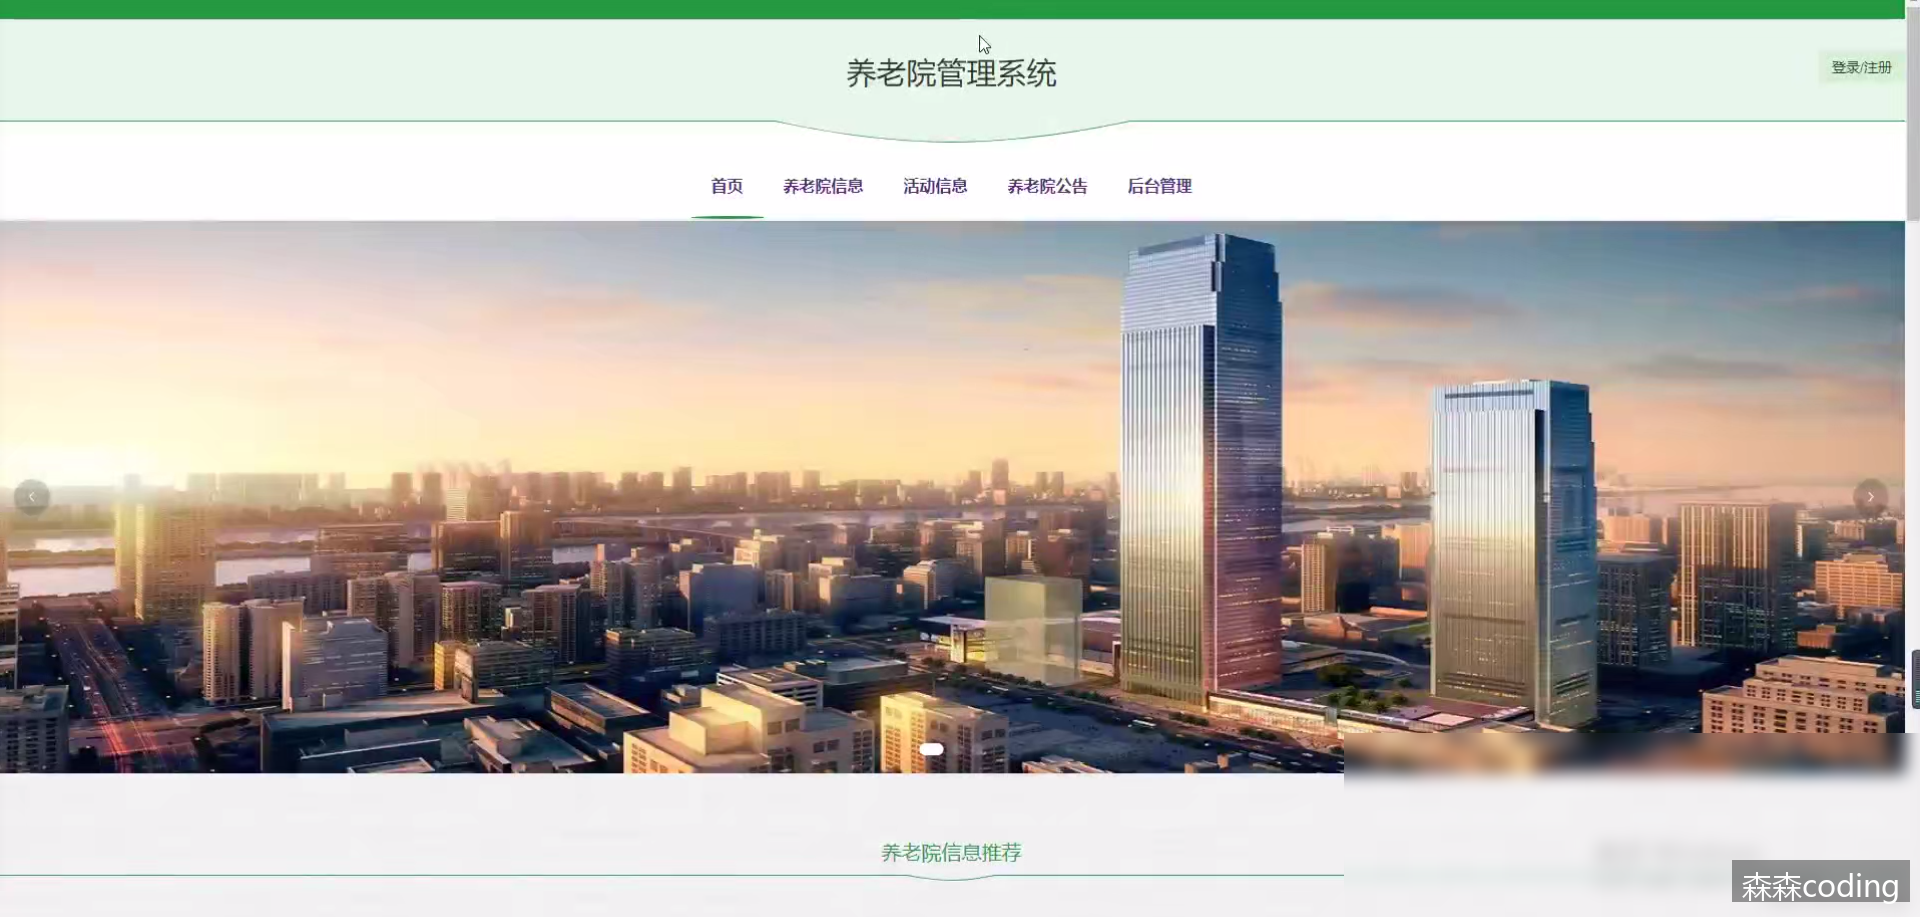 养老院管理系统
登录/注册
首页 养老院信息 活动信息 养老院公告 后台管理
养老院信息推荐
森森coding